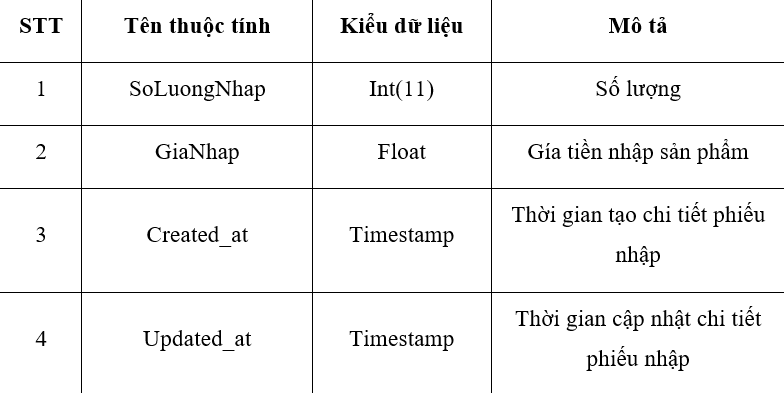 STT Tên thuộc tính Kiểu dữ liệu Mô tả
1 SoLuongNhap Int(11) Số lượng
2 GiaNhap Float Gía tiền nhập sản phẩm
3 Created_at Timestamp Thời gian tạo chi tiết phiếu
nhập
4 Updated_at Timestamp Thời gian cập nhật chi tiết
phiếu nhập